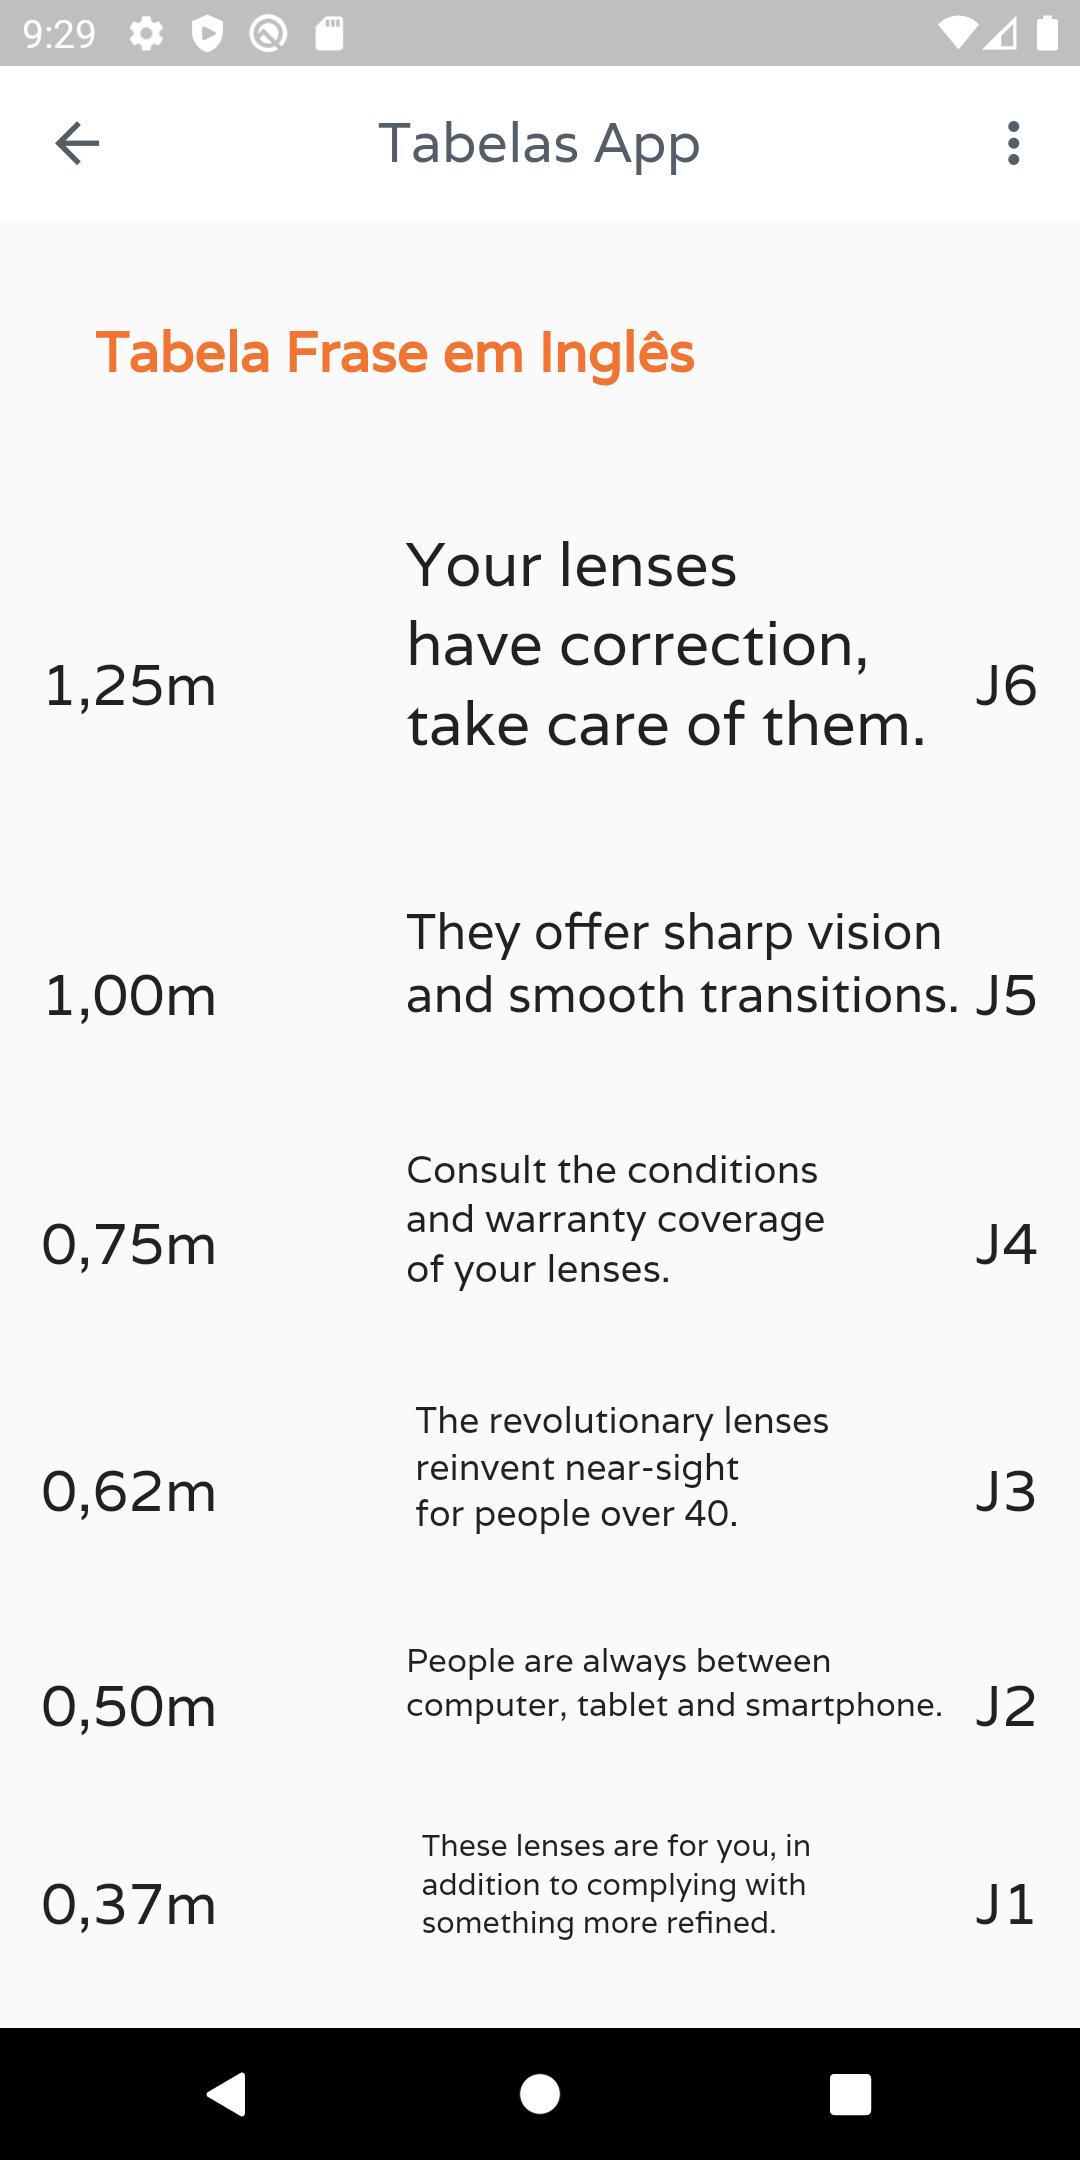 9:29
Tabelas App
Tabela Frase em Inglês
Your lenses
have correction,
1,25m
J6
take care of them.
They offer sharp vision
1,00m
and smooth transitions.
J5
Consult the conditions
and warranty coverage
0,75m
J4
of your lenses.
The revolutionary lenses
reinvent near-sight
0,62m
J3
for people over 40.
People are always between
0,50m
computer, tablet and smartphone.
J2
These lenses are for you, in
addition to complying with
0,37m
J1
something more refined.